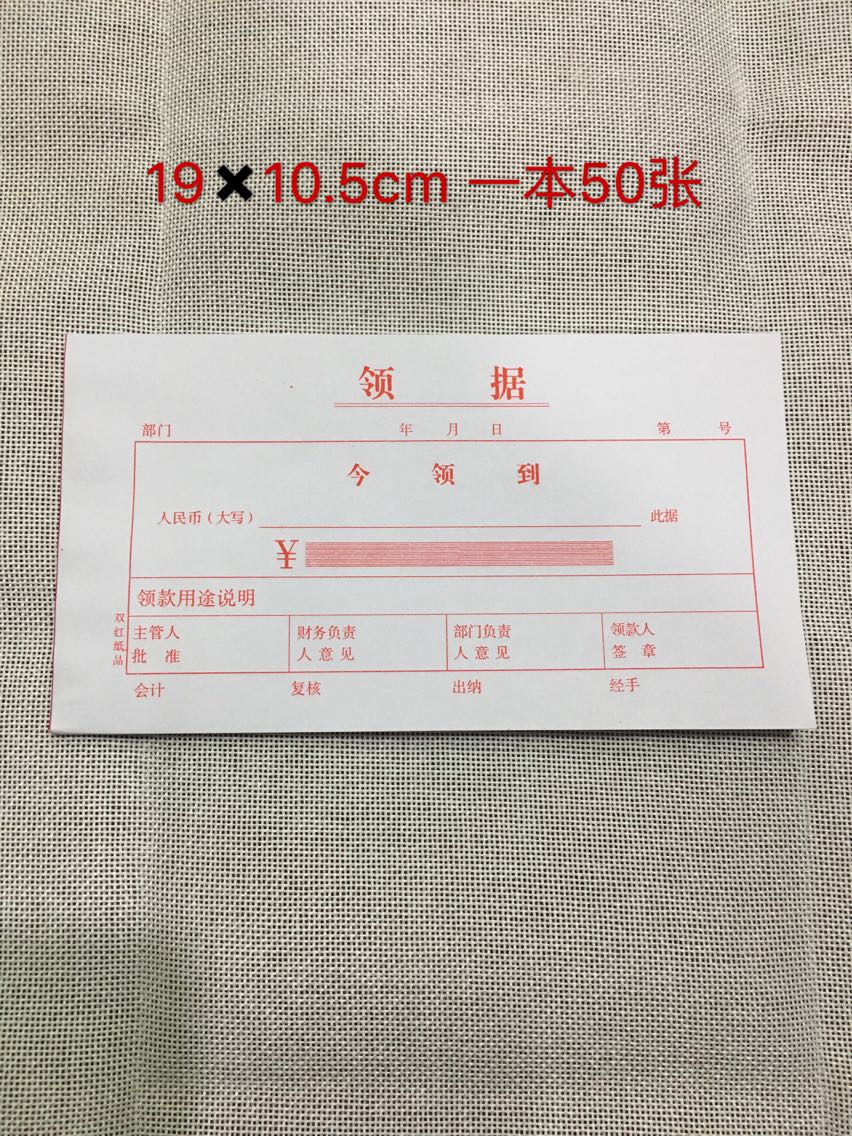 19✖10.5cm 一本50张
领 据
部门 年 月 日 第 号
今 领 到
人民币(大写) 此据
¥
领款用途说明
主管人 财务负责 部门负责 领款人
批 准 人 意 见 人 意 见 签 章
会计 复核 出纳 经手
双红纸品